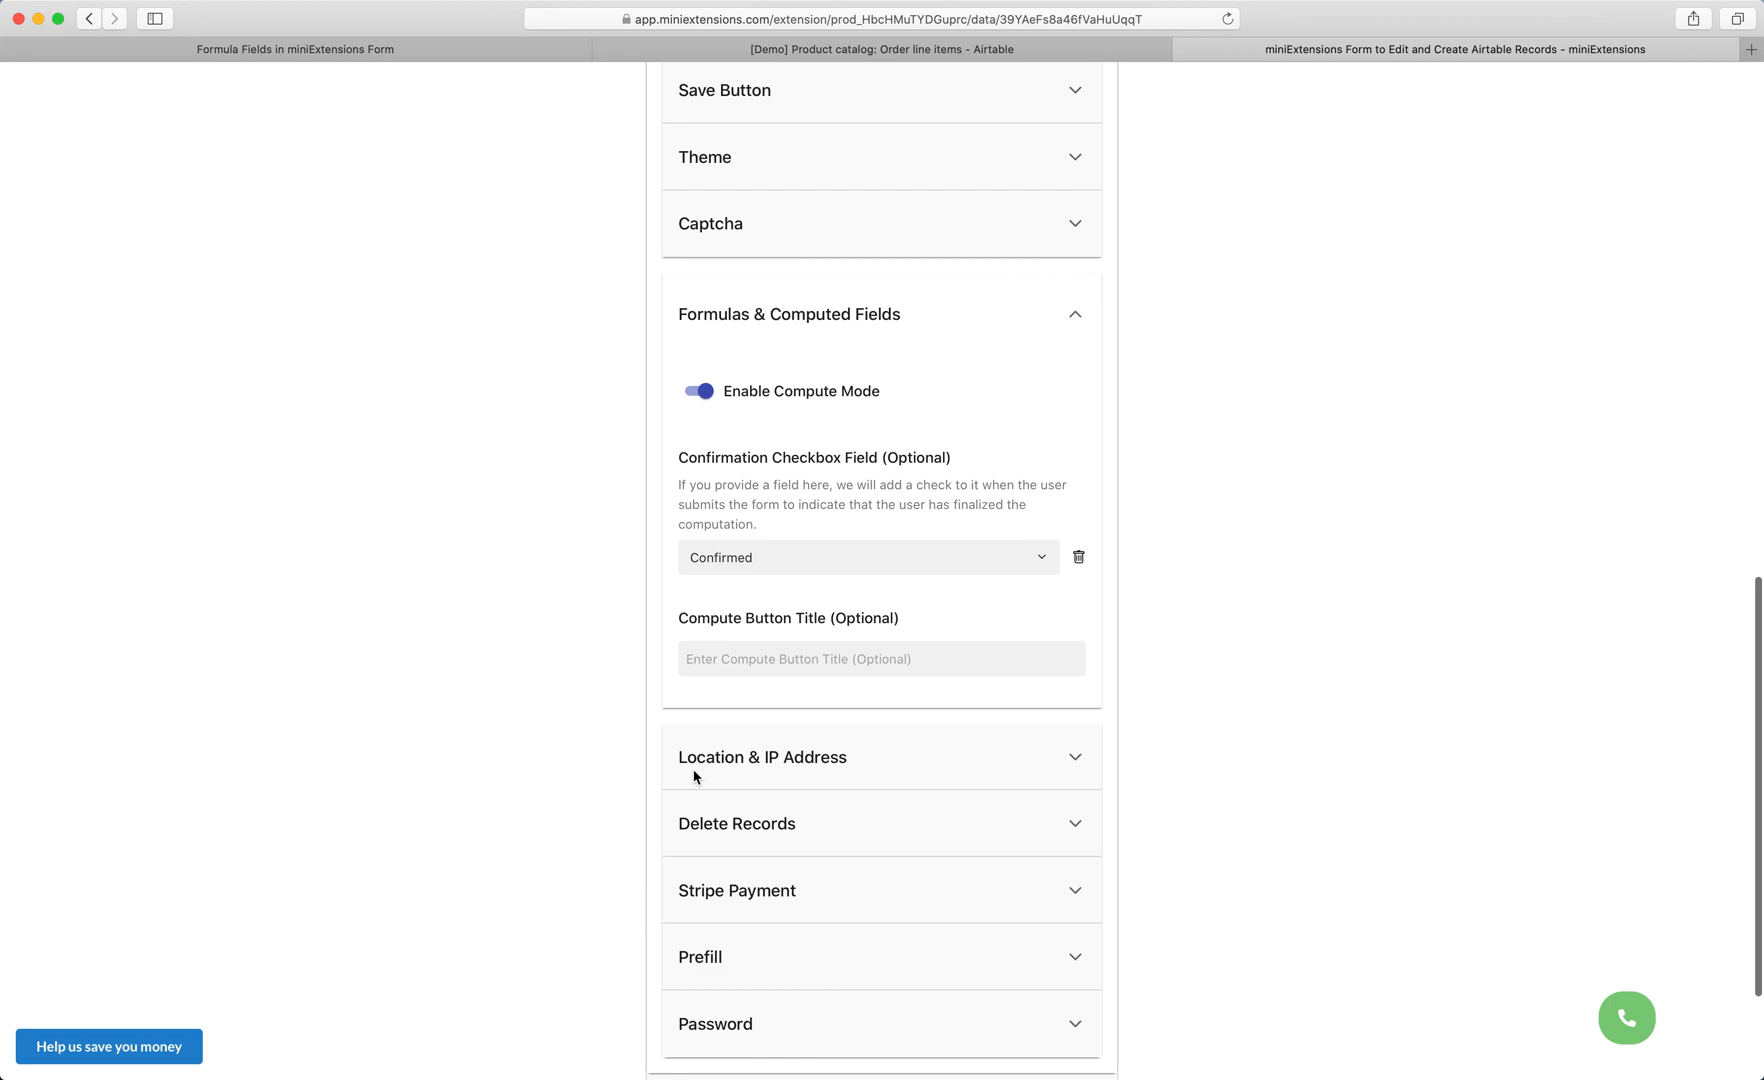 app.miniextensions.com/extension/prod_HbcHMuTYDGuprc/data/39YAeFs8a46fVaHuUqqT
Formula Fields in miniExtensions Form
[Demo] Product catalog: Order line items - Airtable
miniExtensions Form to Edit and Create Airtable Records - miniExtensions
Save Button
Theme
Captcha
Formulas & Computed Fields
Enable Compute Mode
Confirmation Checkbox Field (Optional)
If you provide a field here, we will add a check to it when the user
submits the form to indicate that the user has finalized the
computation.
Confirmed
Compute Button Title (Optional)
Enter Compute Button Title (Optional)
Location & IP Address
Delete Records
Stripe Payment
Prefill
Password
Help us save you money